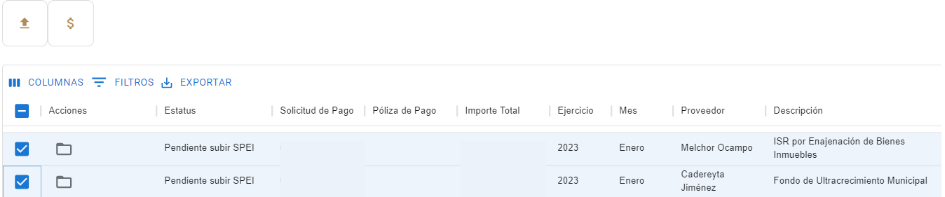 $
COLUMNAS FILTROS EXPORTAR
Acciones Estatus Solicitud de Pago Póliza de Pago Importe Total Ejercicio Mes Proveedor Descripción
Pendiente subir SPEI 2023 Enero Melchor Ocampo ISR por Enajenación de Bienes
Inmuebles
Pendiente subir SPEI 2023 Enero Cadereyta
Jiménez Fondo de Ultracrecimiento Municipal